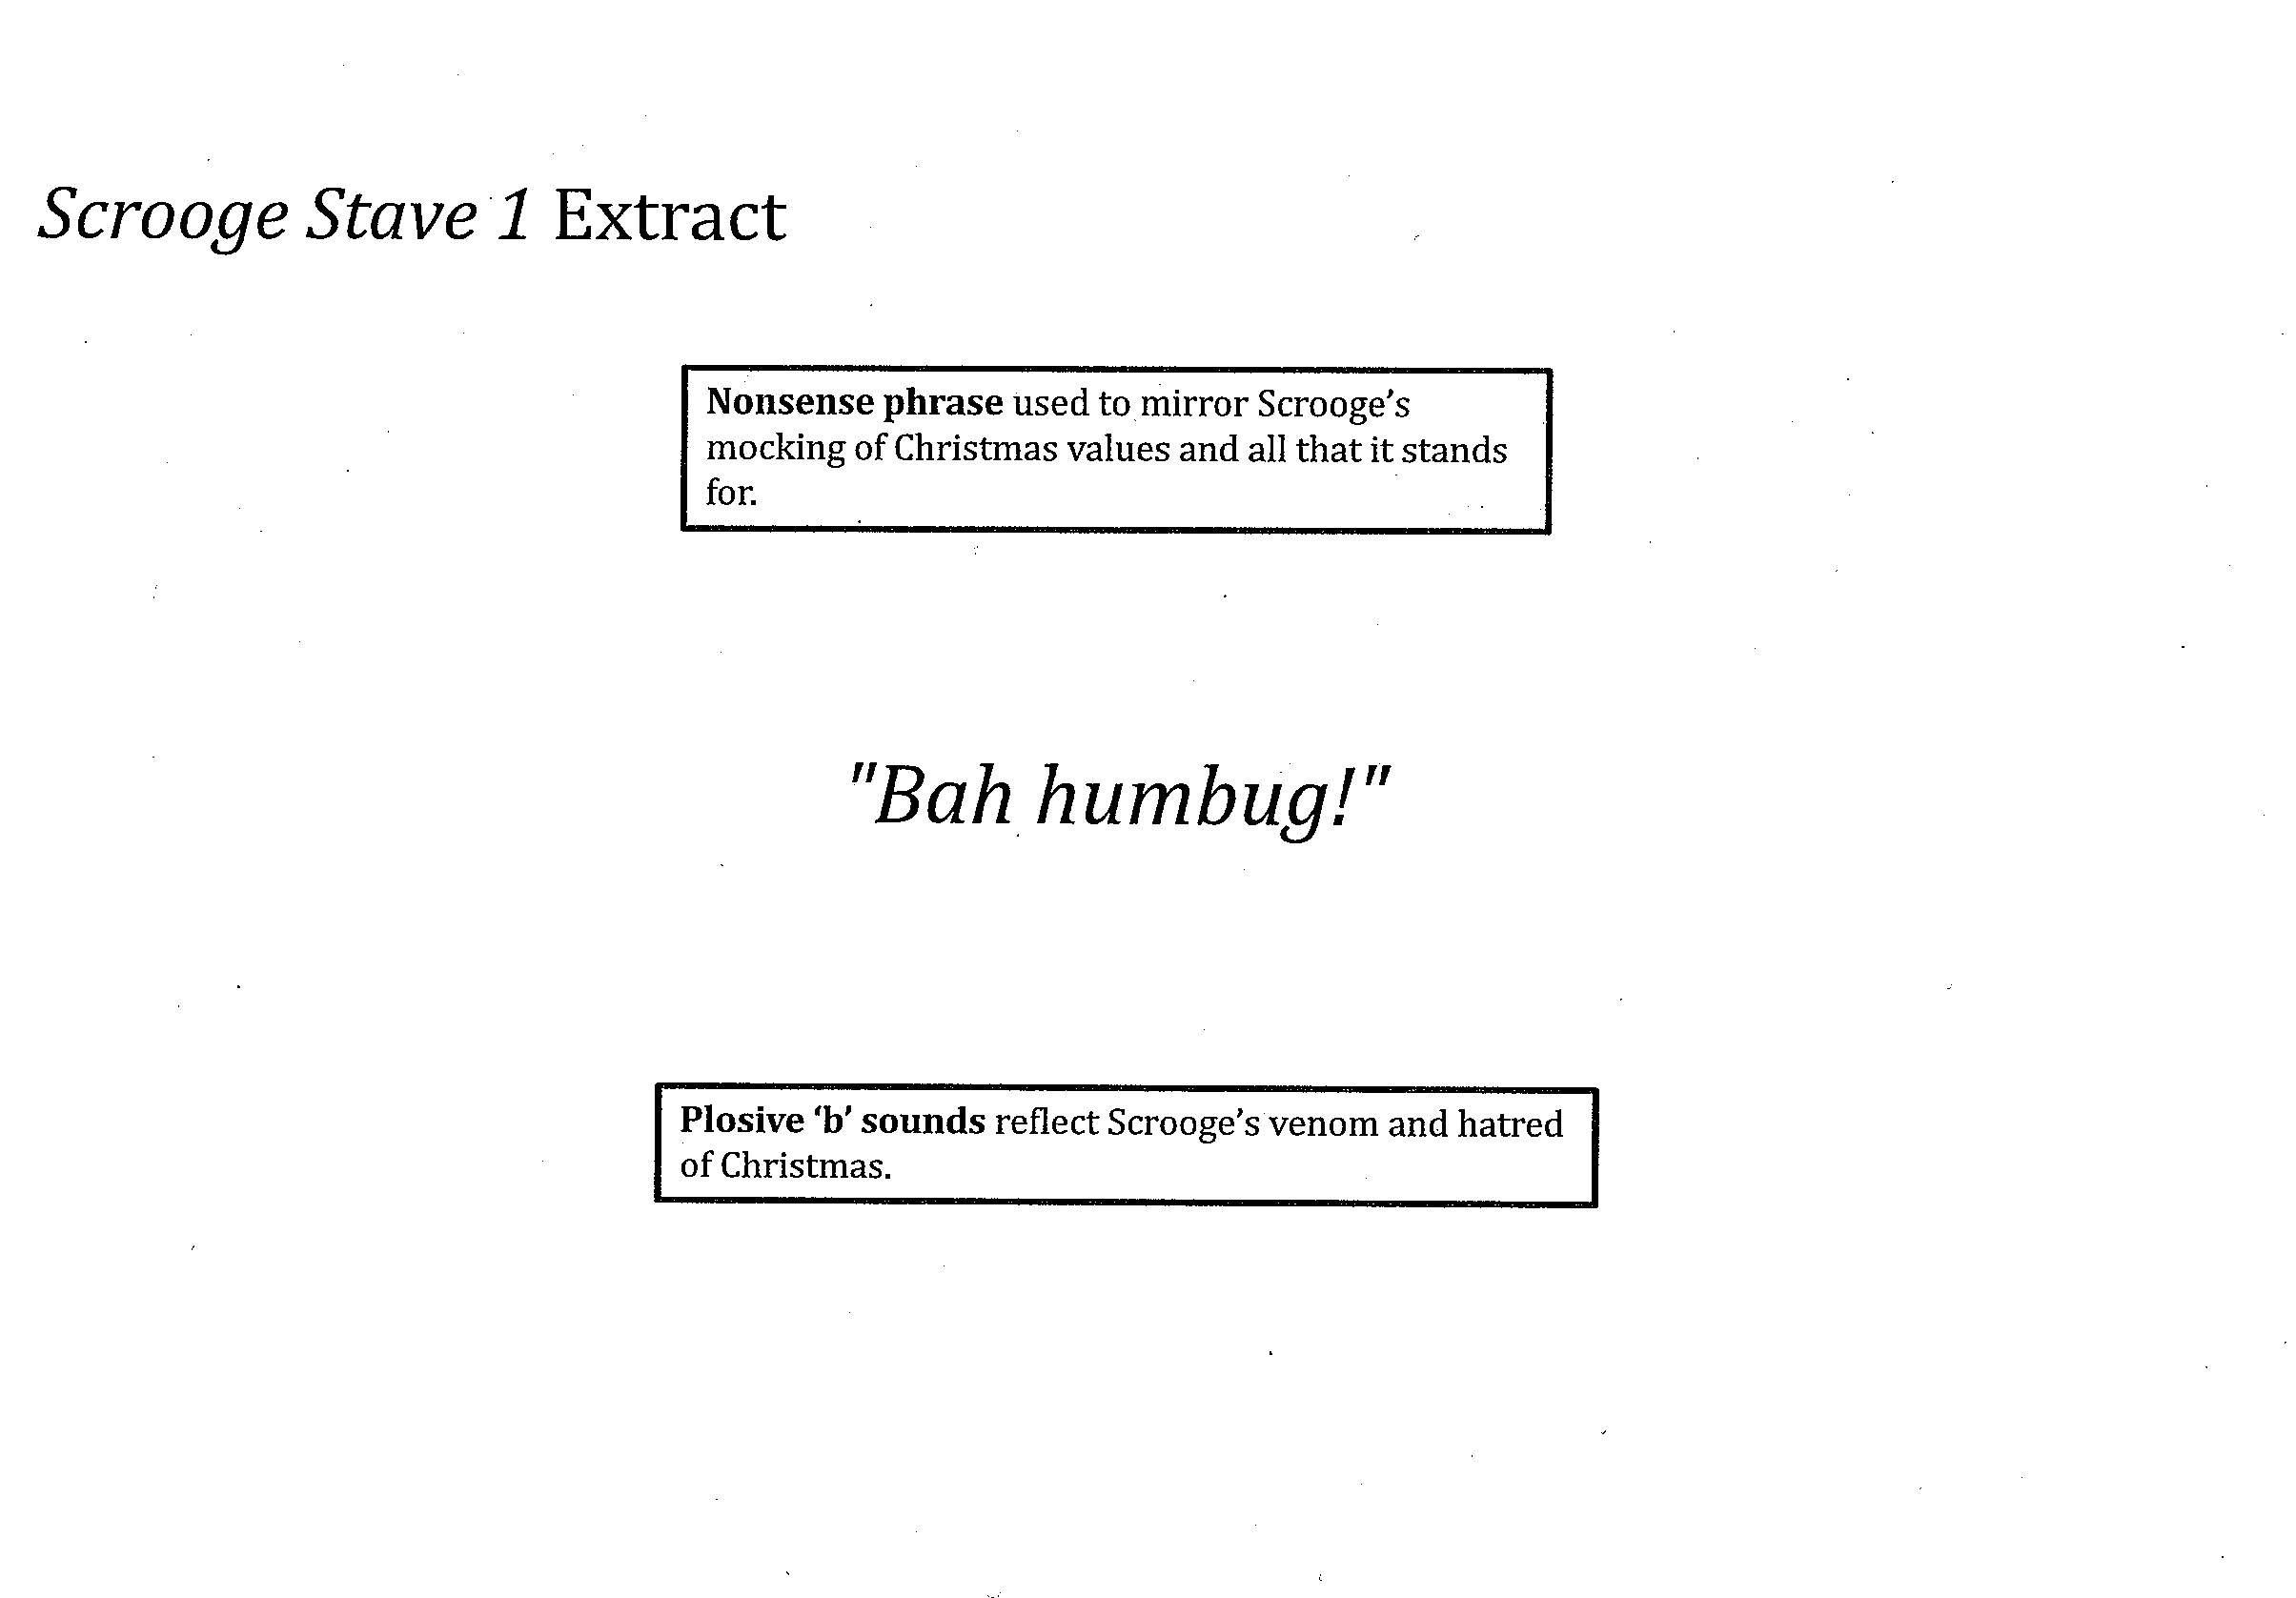 Scrooge Stave 1 Extract
Nonsense phrase used to mirror Scrooge's
mocking of Christmas values and all that it stands
for.
"Bah humbug!"
Plosive ‘b’ sounds reflect Scrooge's venom and hatred
of Christmas.